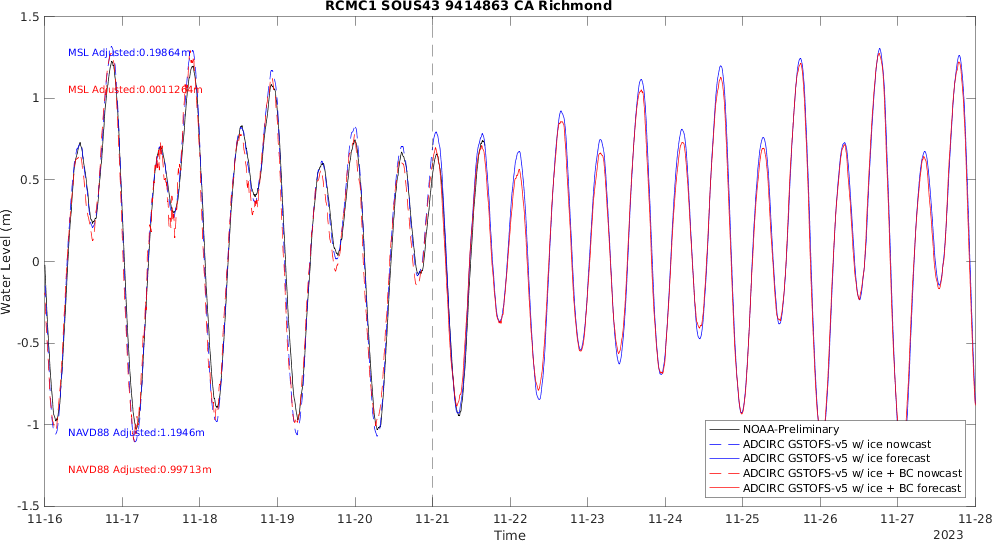 RCMC1 SOUS43 9414863 CA Richmond
1.5
MSL Adjusted:0.19864m
MSL Adjusted:0.0011264m
1
0.5
0
-0.5
-1
-1.5
Water Level (m)
NAVD88 Adjusted:1.1946m
NAVD88 Adjusted:0.99713m
NOAA-Preliminary
ADCIRC GSTOFS-v5 w/ ice nowcast
ADCIRC GSTOFS-v5 w/ ice forecast
ADCIRC GSTOFS-v5 w/ ice + BC nowcast
ADCIRC GSTOFS-v5 w/ ice + BC forecast
11-16 11-17 11-18 11-19 11-20 11-21 11-22 11-23 11-24 11-25 11-26 11-27 11-28
Time
2023